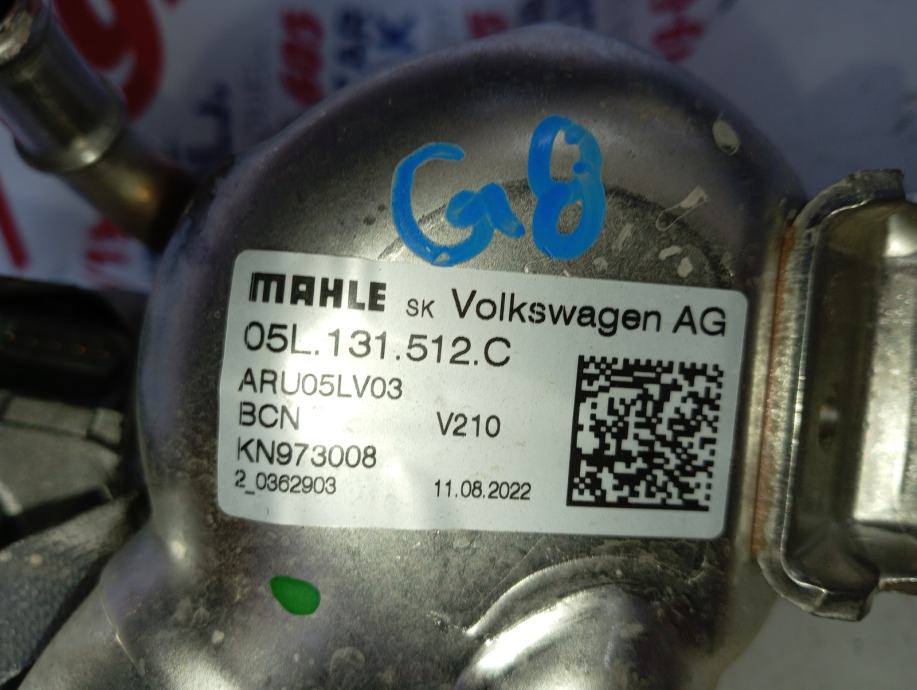 G8
MAHLE SK Volkswagen AG
05L.131.512.C
ARU05LV03
BCN V210
KN973008
2_0362903 11.08.2022